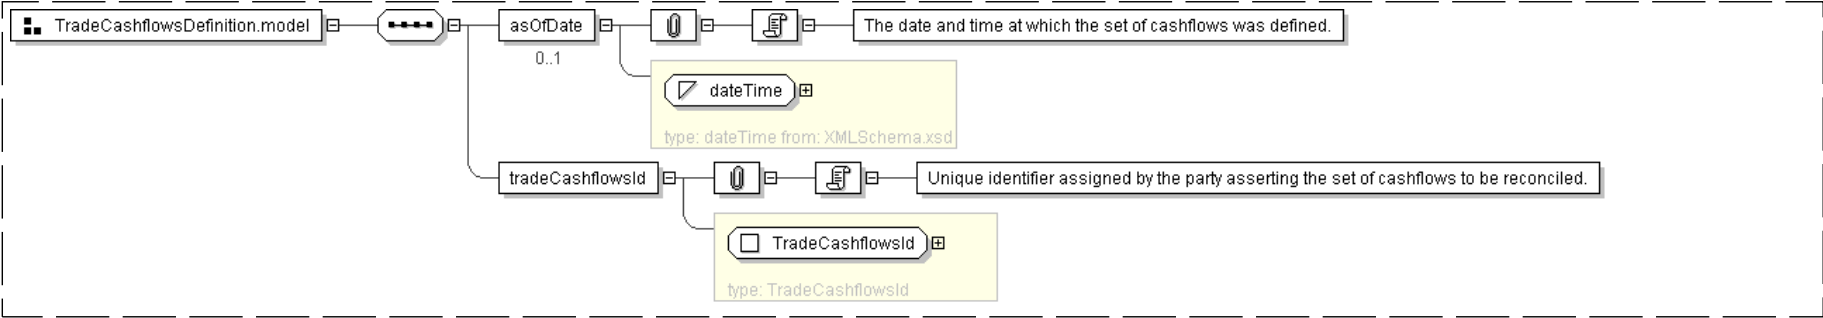 TradeCashflowsDefinition.model
asOfDate
The date and time at which the set of cashflows was defined.
0..1
dateTime
type: dateTime from: XMLSchema.xsd
tradeCashflowsId
Unique identifier assigned by the party asserting the set of cashflows to be reconciled.
TradeCashflowsId
type: TradeCashflowsId